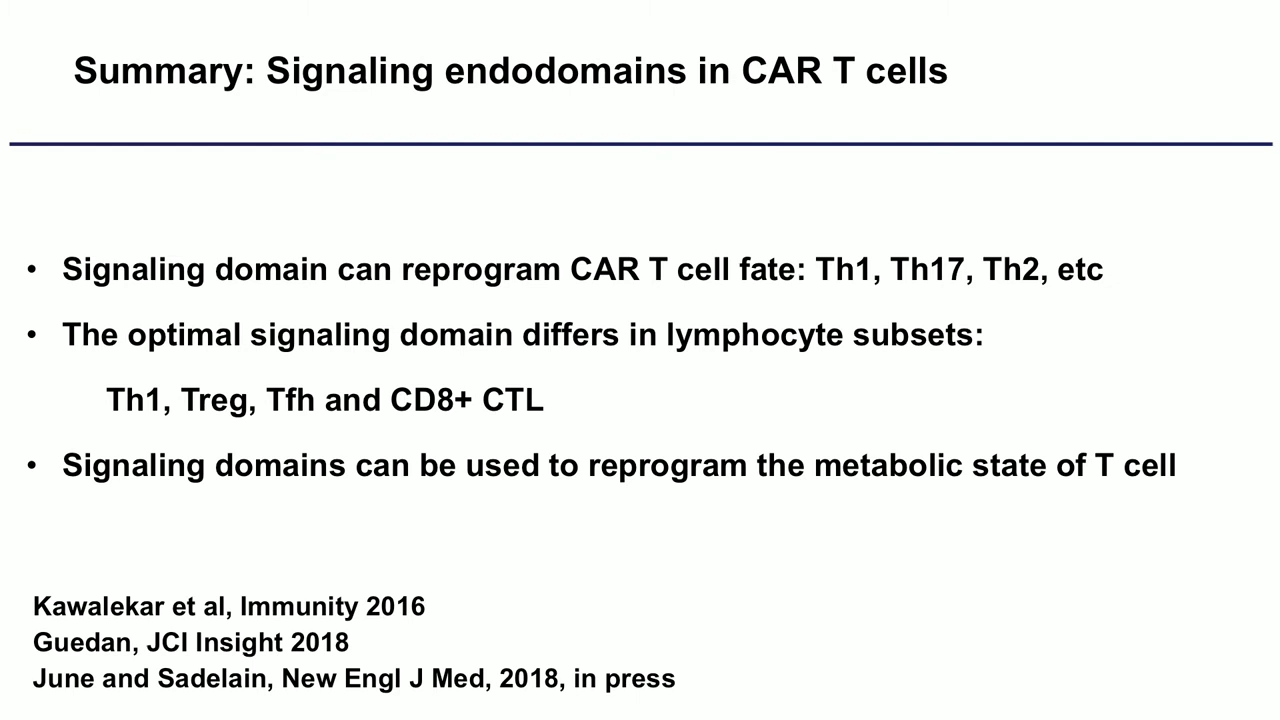 Summary: Signaling endodomains in CAR T cells
• Signaling domain can reprogram CAR T cell fate: Th1, Th17, Th2, etc
• The optimal signaling domain differs in lymphocyte subsets:
Th1, Treg, Tfh and CD8+ CTL
• Signaling domains can be used to reprogram the metabolic state of T cell
Kawalekar et al, Immunity 2016
Guedan, JCI Insight 2018
June and Sadelain, New Engl J Med, 2018, in press